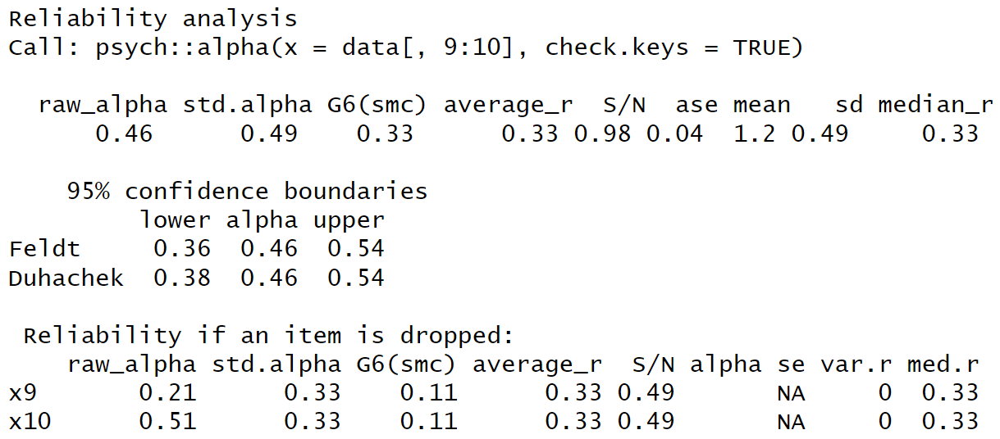 Reliability analysis
Call: psych::alpha(x = data[, 9:10], check.keys = TRUE)
raw_alpha std.alpha G6(smc) average_r S/N ase mean sd median_r
0.46 0.49 0.33 0.33 0.98 0.04 1.2 0.49 0.33
95% confidence boundaries
lower alpha upper
Feldt 0.36 0.46 0.54
Duhachek 0.38 0.46 0.54
Reliability if an item is dropped:
raw_alpha std.alpha G6(smc) average_r S/N alpha se var.r med.r
x9 0.21 0.33 0.11 0.33 0.49 NA 0 0.33
x10 0.51 0.33 0.11 0.33 0.49 NA 0 0.33